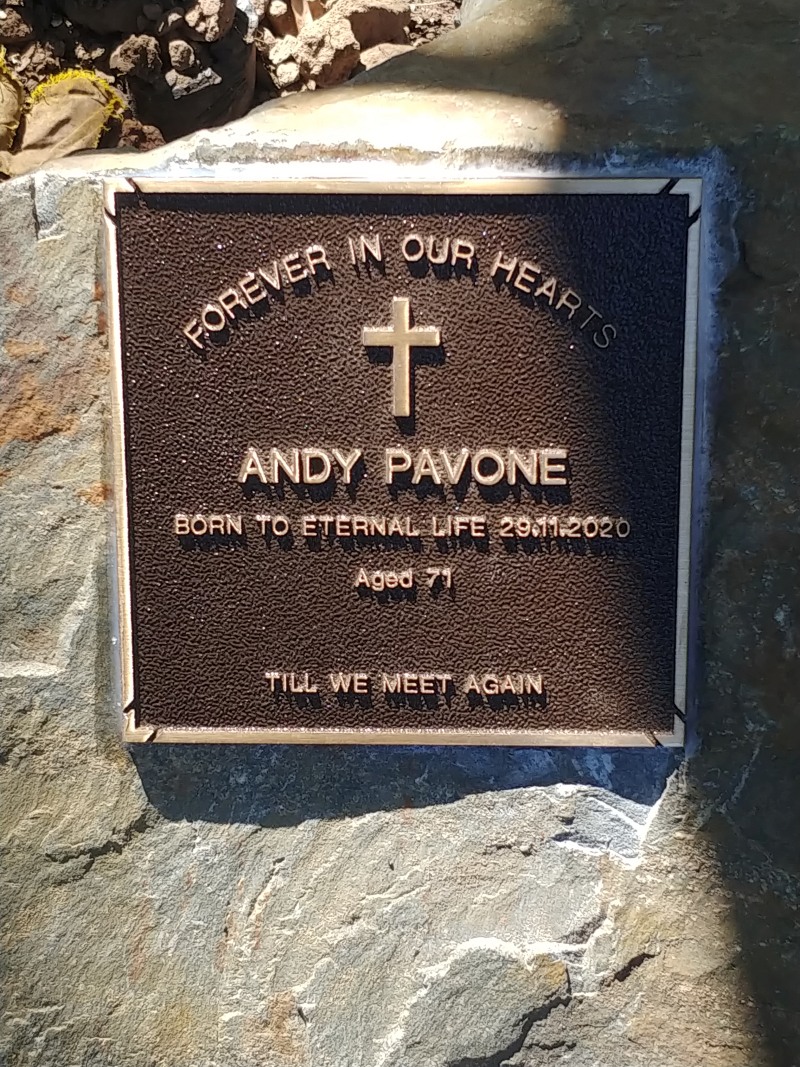 FOREVER IN OUR HEARTS
ANDY PAVONE
BORN TO ETERNAL LIFE 29.11.2020
Aged 71
TILL WE MEET AGAIN